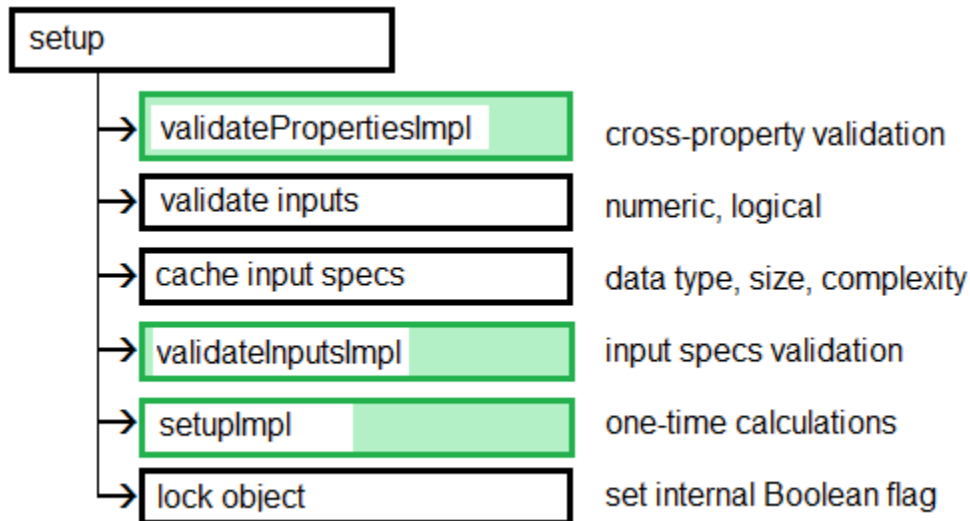 setup
validatePropertiesImpl cross-property validation
validate inputs numeric, logical
cache input specs data type, size, complexity
validateInputsImpl input specs validation
setupImpl one-time calculations
lock object set internal Boolean flag